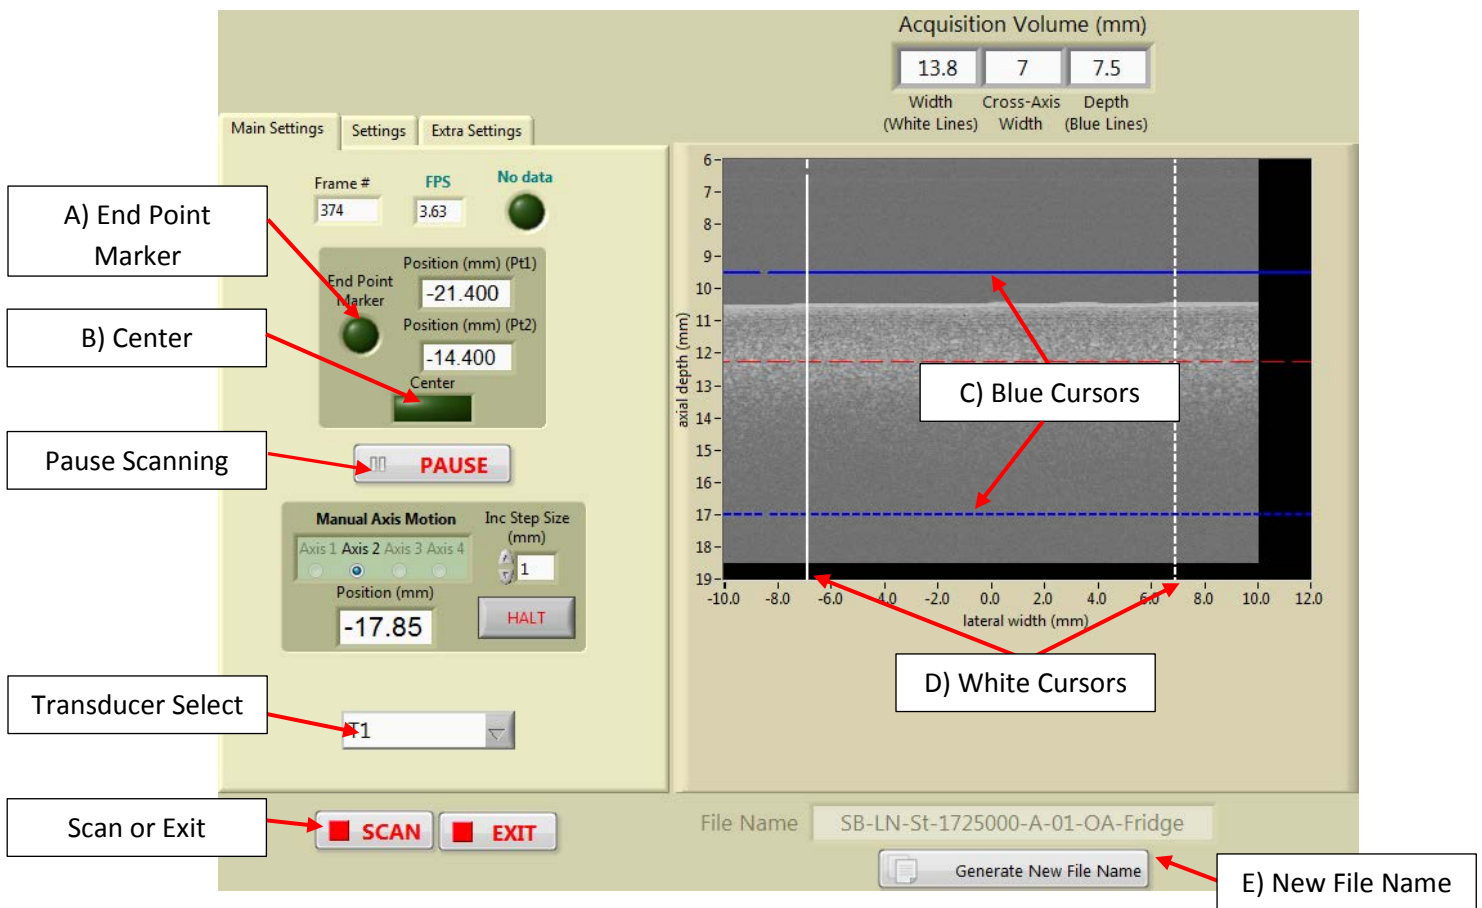 Acquisition Volume (mm)
13.8 7 7.5
Width Cross-Axis Depth
(White Lines) Width (Blue Lines)
Main Settings Settings Extra Settings
Frame # FPS No data
374 3.63
A) End Point
Marker
Position (mm) (Pt1)
End Point
Marker
-21.400
Position (mm) (Pt2)
-14.400
Center
B) Center
Pause Scanning
PAUSE
Manual Axis Motion
Inc Step Size
(mm)
Axis 1 Axis 2 Axis 3 Axis 4
1
Position (mm)
-17.85
HALT
Transducer Select
T1
Scan or Exit
SCAN EXIT
axial depth (mm)
6
7
8
9
10
11
12
13
14
15
16
17
18
19
-10.0 -8.0 -6.0 -4.0 -2.0 0.0 2.0 4.0 6.0 8.0 10.0 12.0
lateral width (mm)
C) Blue Cursors
D) White Cursors
File Name SB-LN-St-1725000-A-01-OA-Fridge
Generate New File Name
E) New File Name